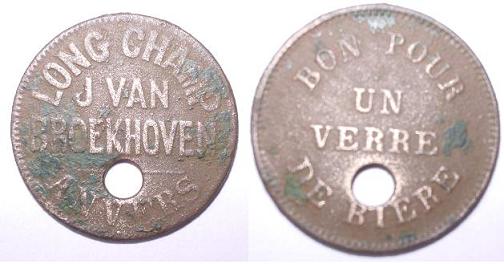 LONG CHAMP
J VAN
BROEKHOVEN
ANVERS
BON POUR
UN
VERRE
DE BIERE